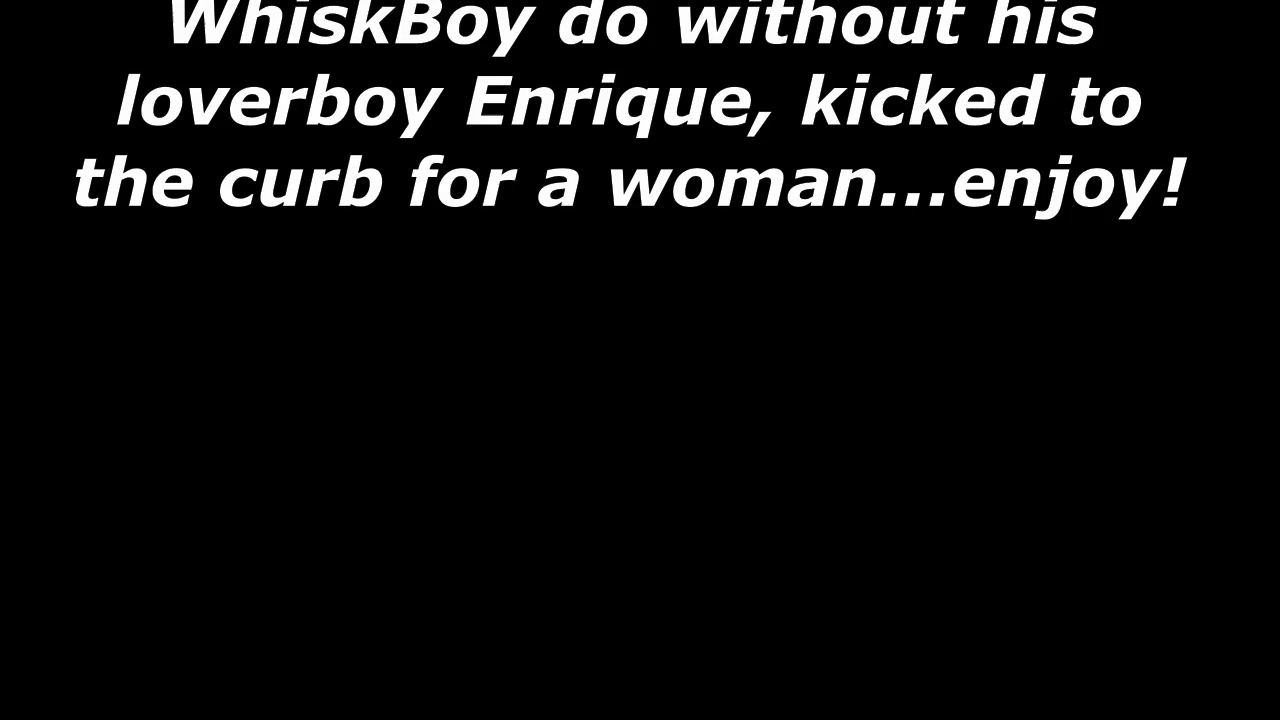 WhiskBoy do without his
loverboy Enrique, kicked to
the curb for a woman...enjoy!